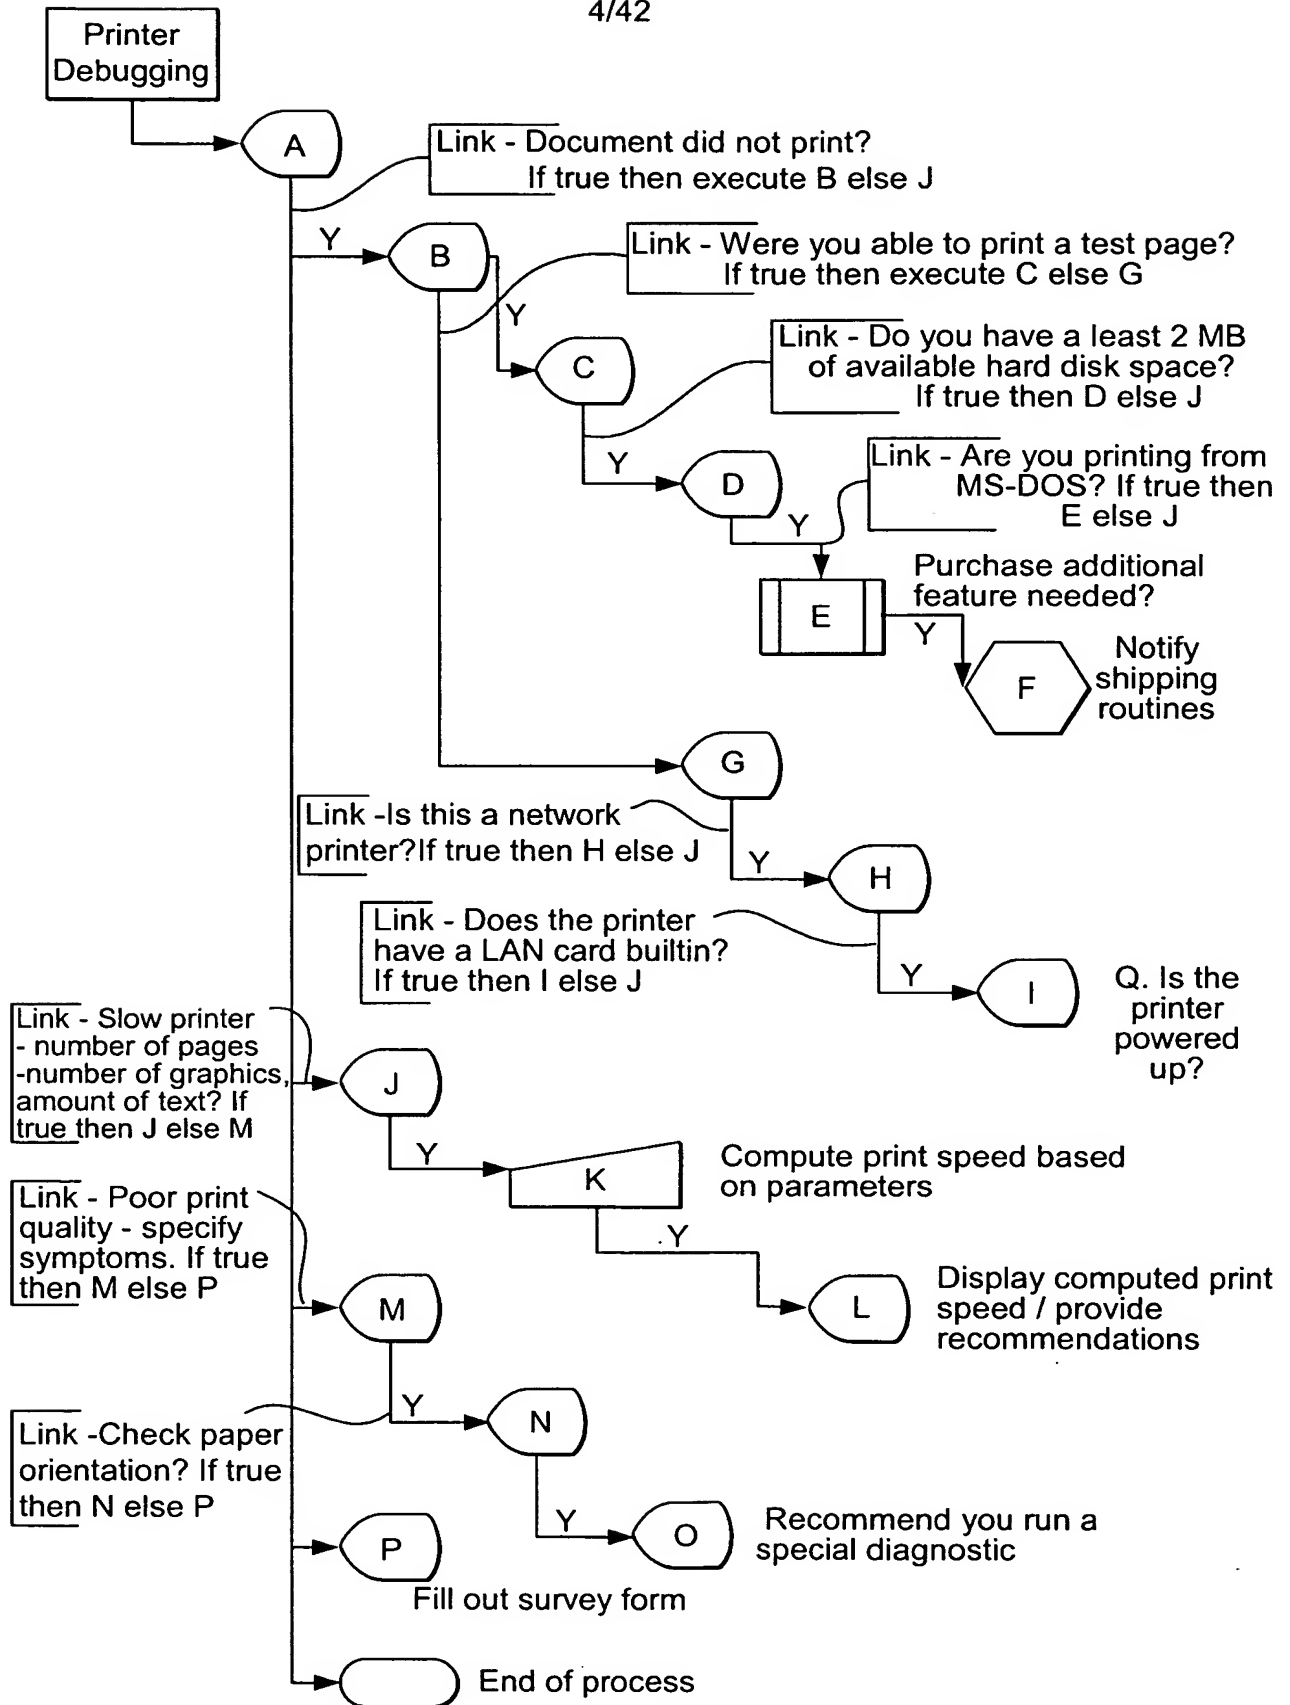 4/42
Printer
Debugging
A
Link - Document did not print?
If true then execute B else J
Y
B
Link - Were you able to print a test page?
If true then execute C else G
Y
C
Link - Do you have a least 2 MB
of available hard disk space?
If true then D else J
Y
D
Link - Are you printing from
MS-DOS? If true then
E else J
Y
E
Purchase additional
feature needed?
Y
F
Notify
shipping
routines
G
Link -Is this a network
printer?If true then H else J
Y
H
Link - Does the printer
have a LAN card builtin?
If true then I else J
Y
I
Q. Is the
printer
powered
up?
Link - Slow printer
- number of pages
-number of graphics,
amount of text? If
true then J else M
J
Y
K
Compute print speed based
on parameters
Y
L
Display computed print
speed / provide
recommendations
Link - Poor print
quality - specify
symptoms. If true
then M else P
M
Y
Link -Check paper
orientation? If true
then N else P
N
Y
O
Recommend you run a
special diagnostic
P
Fill out survey form
End of process